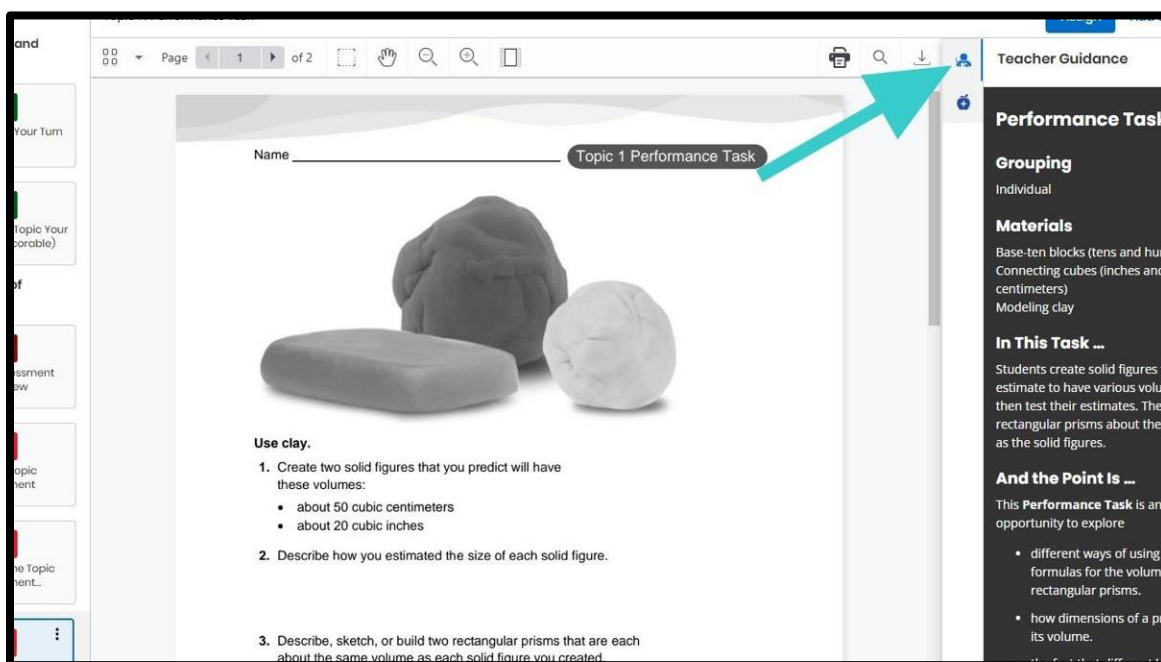 and
Your Turn
Topic Your
corable)
of
ew
opic
ne Topic
Page 1 of 2
Name
Topic 1 Performance Task
Use clay.
1. Create two solid figures that you predict will have
these volumes:
• about 50 cubic centimeters
• about 20 cubic inches
2. Describe how you estimated the size of each solid figure.
3. Describe, sketch, or build two rectangular prisms that are each
about the same volume as each solid figure you created.
Teacher Guidance
Performance Task
Grouping
Individual
Materials
Base-ten blocks (tens and hu
Connecting cubes (inches and
centimeters)
Modeling clay
In This Task ...
Students create solid figures
estimate to have various volu
then test their estimates. The
rectangular prisms about the
as the solid figures.
And the Point Is ...
This Performance Task is an
opportunity to explore
• different ways of using
formulas for the volum
rectangular prisms.
• how dimensions of a p
its volume.